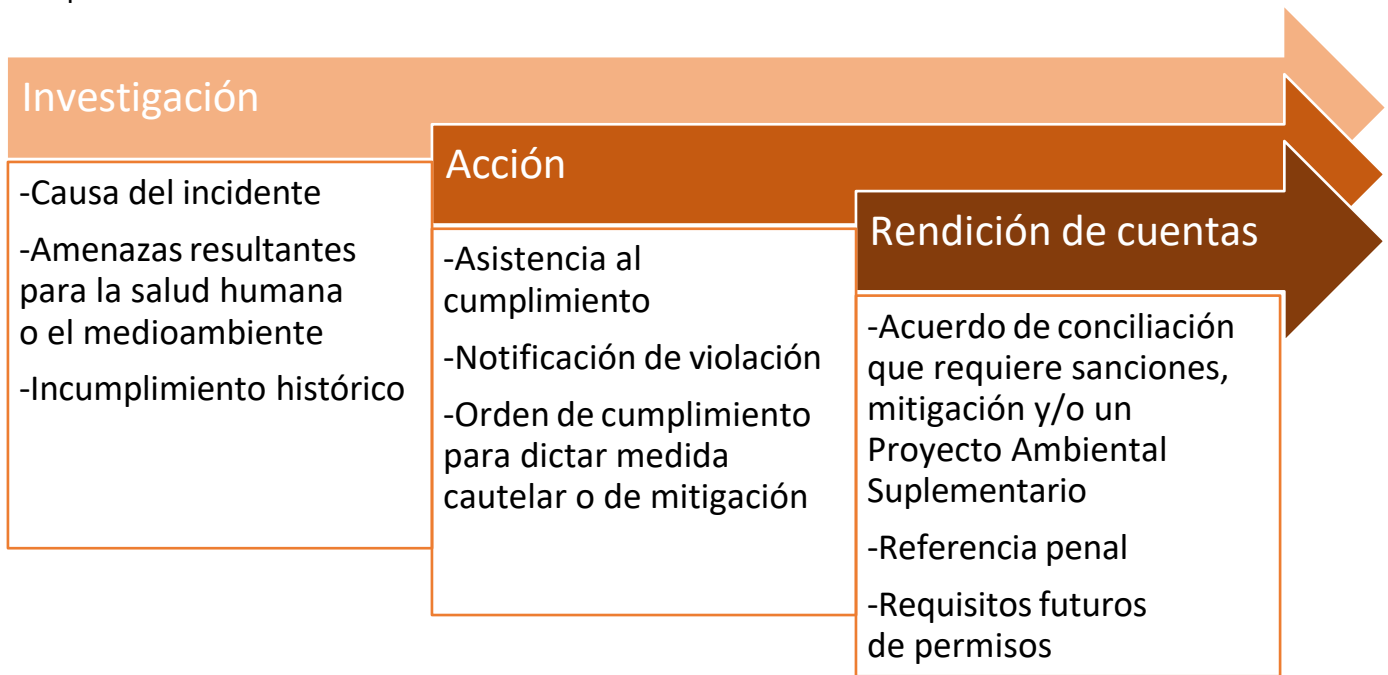 Investigación
-Causa del incidente
-Amenazas resultantes
para la salud humana
o el medioambiente
-Incumplimiento histórico
Acción
-Asistencia al
cumplimiento
-Notificación de violación
-Orden de cumplimiento
para dictar medida
cautelar o de mitigación
Rendición de cuentas
-Acuerdo de conciliación
que requiere sanciones,
mitigación y/o un
Proyecto Ambiental
Suplementario
-Referencia penal
-Requisitos futuros
de permisos